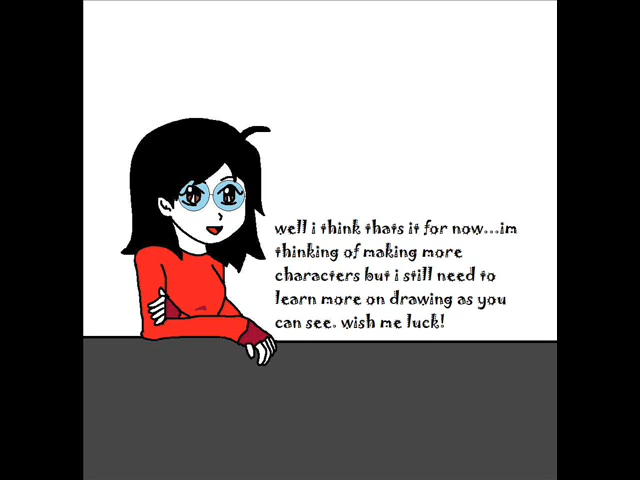 well i think thats it for now...im
thinking of making more
characters but i still need to
learn more on drawing as you
can see. wish me luck!